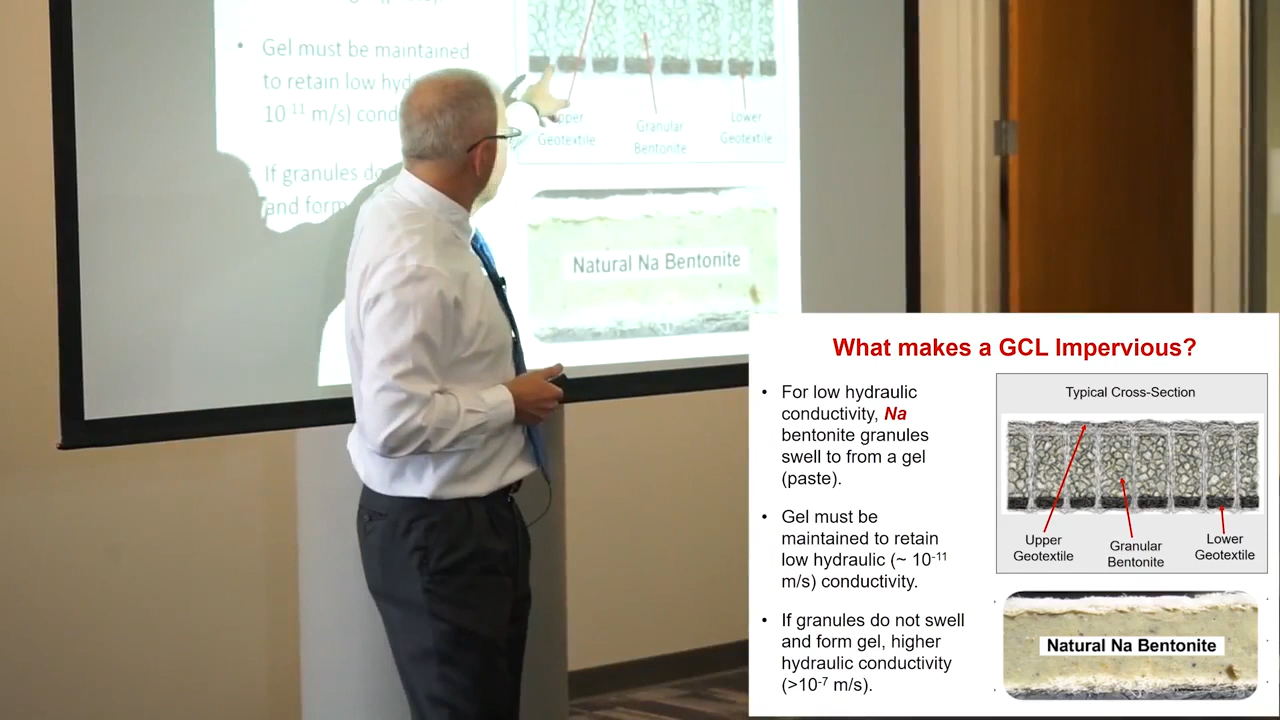 Gel must be maintained
to retain low hyd
10⁻¹¹ m/s) cond
If granules do
and form
Upper
Geotextile
Granular
Bentonite
Lower
Geotextile
Natural Na Bentonite
What makes a GCL Impervious?
• For low hydraulic
conductivity, Na
bentonite granules
swell to from a gel
(paste).
• Gel must be
maintained to retain
low hydraulic (~ 10⁻¹¹
m/s) conductivity.
• If granules do not swell
and form gel, higher
hydraulic conductivity
(>10⁻⁷ m/s).
Typical Cross-Section
Upper
Geotextile
Granular
Bentonite
Lower
Geotextile
Natural Na Bentonite